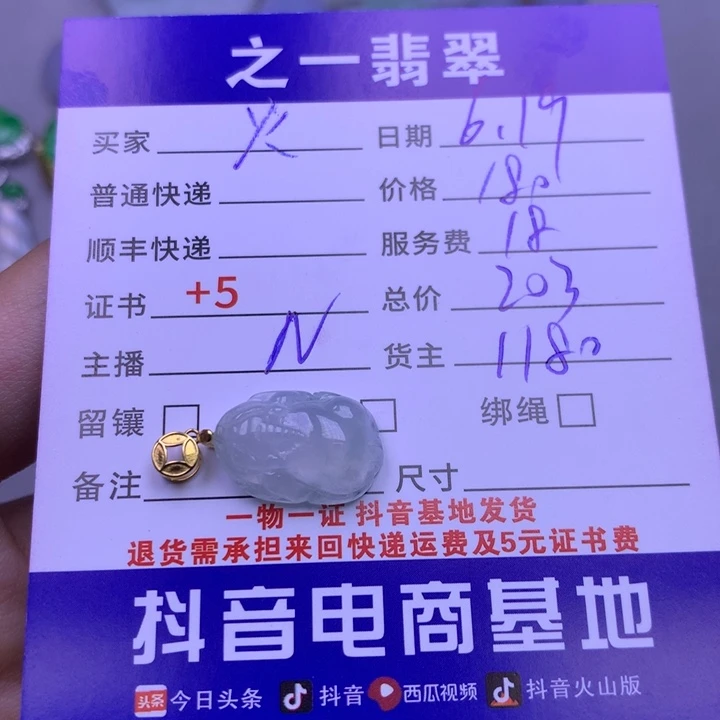 之一翡翠
买家 火 日期 6.19
普通快递 价格 180
顺丰快递 服务费 18
证书 +5 总价 203
主播 N 货主 1180
留镶 绑绳
备注 尺寸
一物一证 抖音基地发货
退货需承担来回快递运费及5元证书费
抖音电商基地
头条 今日头条 抖音 西瓜视频 抖音火山版